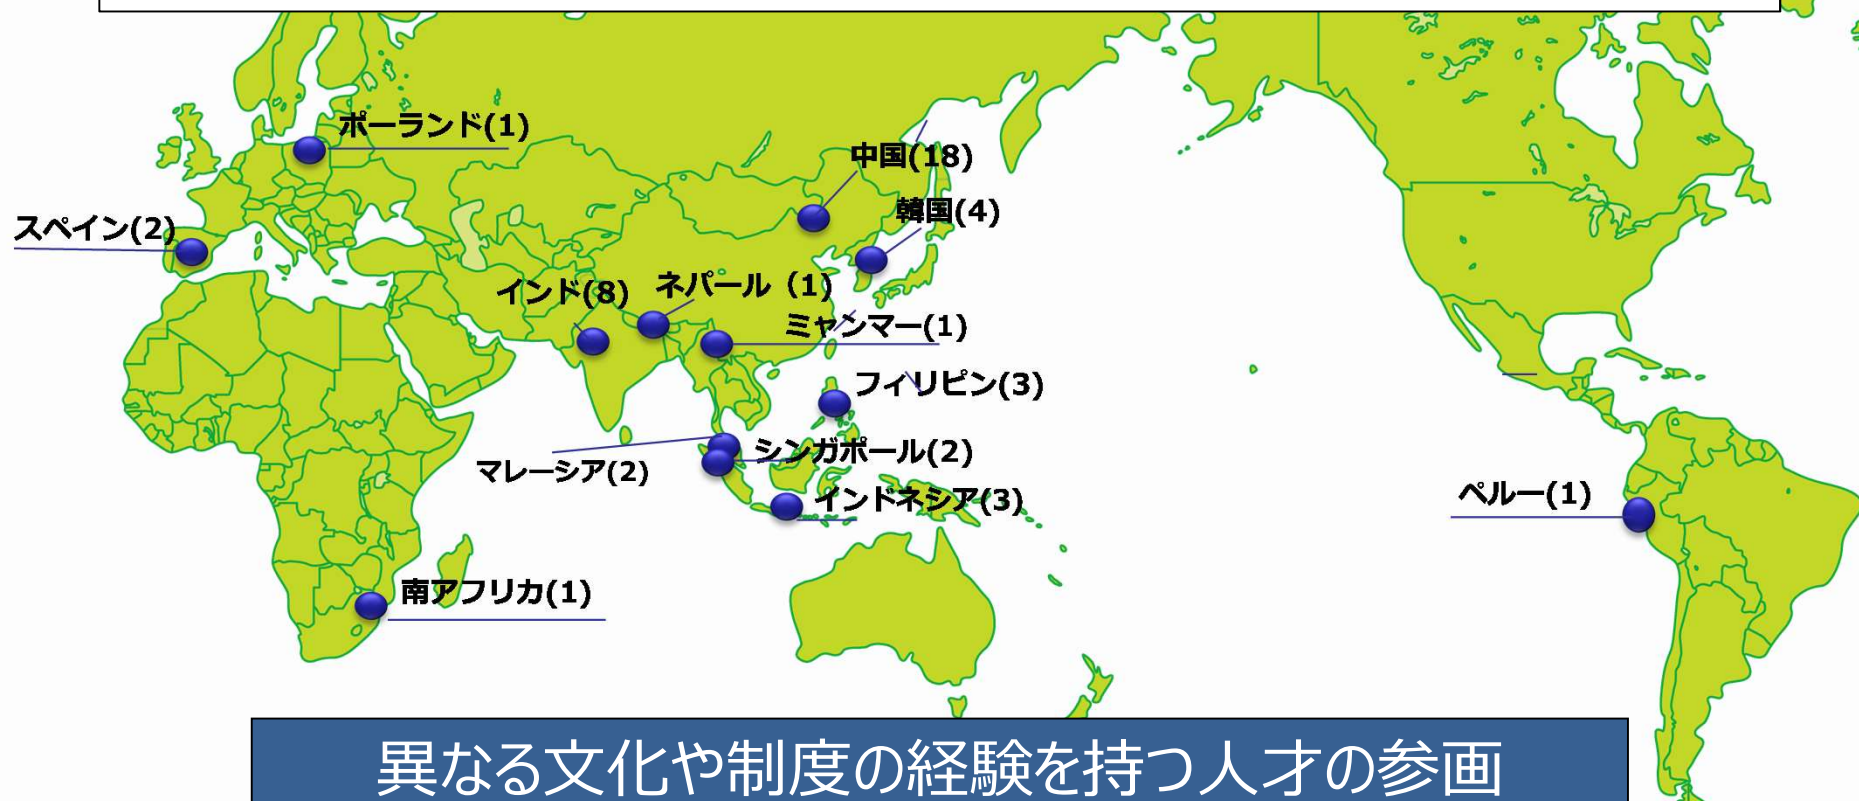 ポーランド(1)
中国(18)
韓国(4)
スペイン(2)
インド(8)
ネパール（1)
ミャンマー(1)
フィリピン(3)
シンガポール(2)
マレーシア(2)
インドネシア(3)
ペルー(1)
南アフリカ(1)
異なる文化や制度の経験を持つ人才の参画